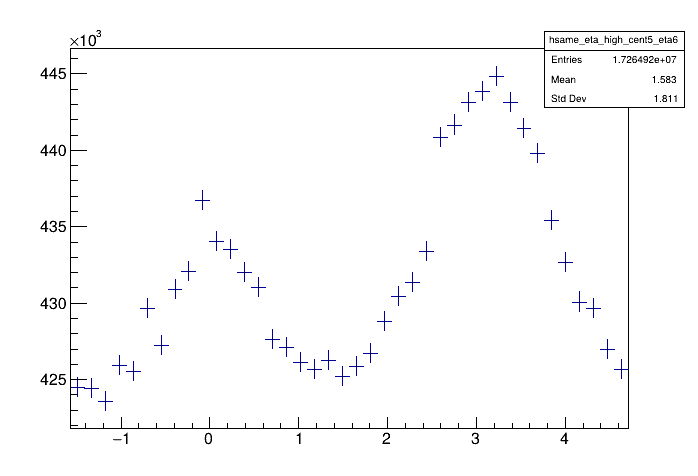 ×10³
hsame_eta_high_cent5_eta6
Entries 1.726492e+07
Mean 1.583
Std Dev 1.811
445
440
435
430
425
−1 0 1 2 3 4